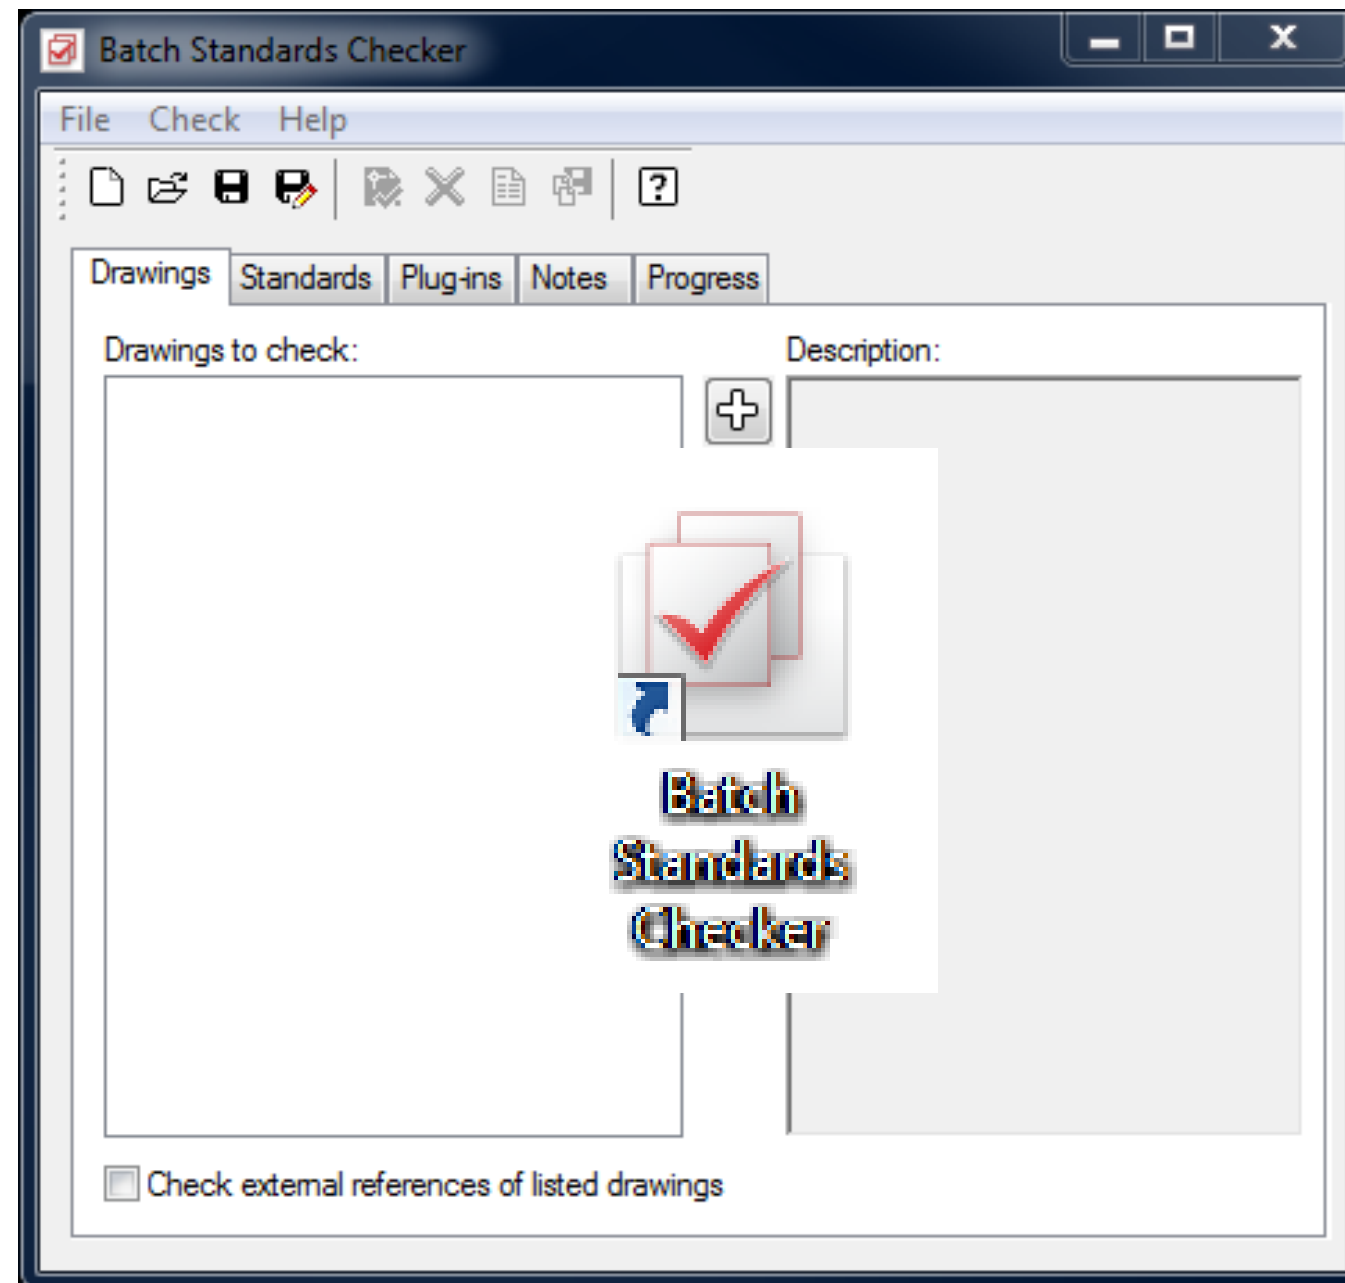 Batch Standards Checker
File Check Help
Drawings Standards Plug-ins Notes Progress
Drawings to check: Description:
Batch
Standards
Checker
Check external references of listed drawings